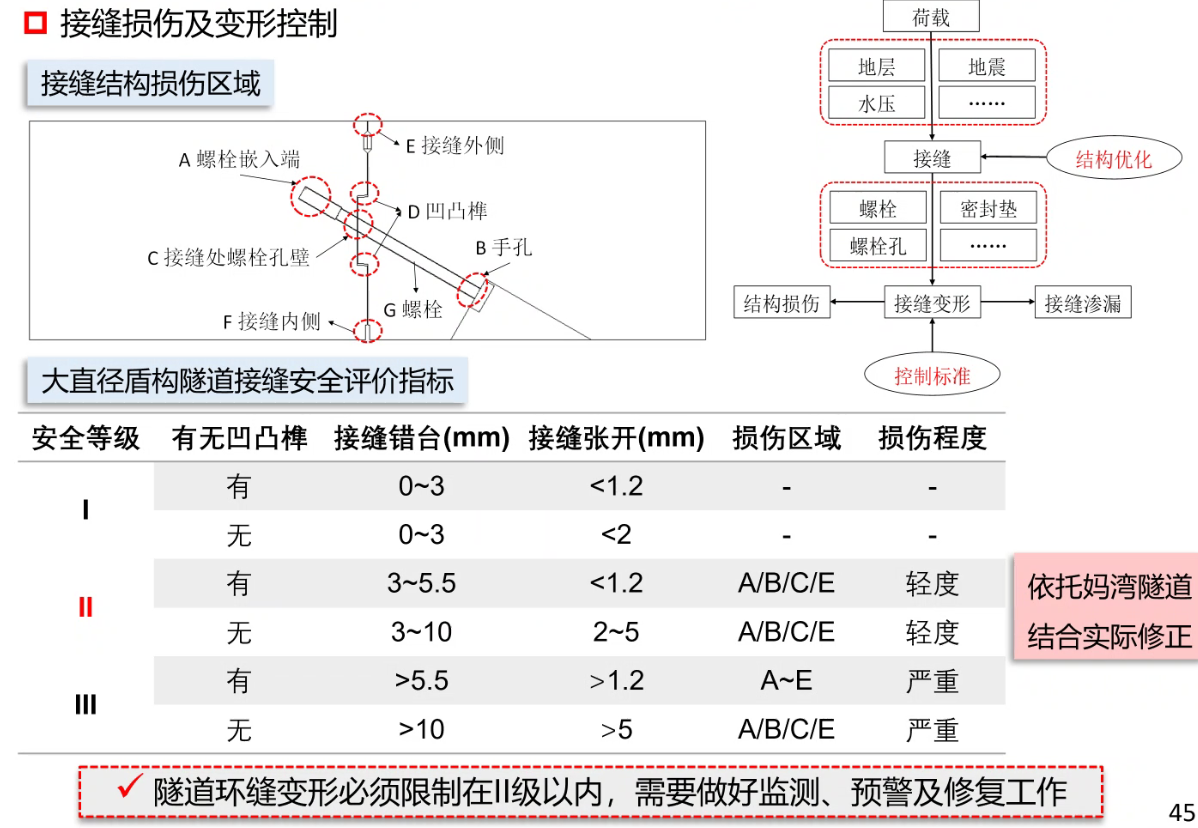 接缝损伤及变形控制
接缝结构损伤区域
A 螺栓嵌入端
E 接缝外侧
D 凹凸榫
C 接缝处螺栓孔壁
B 手孔
G 螺栓
F 接缝内侧
荷载
地层 地震
水压 ······
接缝 结构优化
螺栓 密封垫
螺栓孔 ······
结构损伤 接缝变形 接缝渗漏
控制标准
大直径盾构隧道接缝安全评价指标
安全等级 有无凹凸榫 接缝错台(mm) 接缝张开(mm) 损伤区域 损伤程度
I
有 0~3 <1.2 - -
无 0~3 <2 - -
II
有 3~5.5 <1.2 A/B/C/E 轻度
无 3~10 2~5 A/B/C/E 轻度
III
有 >5.5 >1.2 A~E 严重
无 >10 >5 A/B/C/E 严重
依托妈湾隧道
结合实际修正
✓ 隧道环缝变形必须限制在II级以内，需要做好监测、预警及修复工作
45